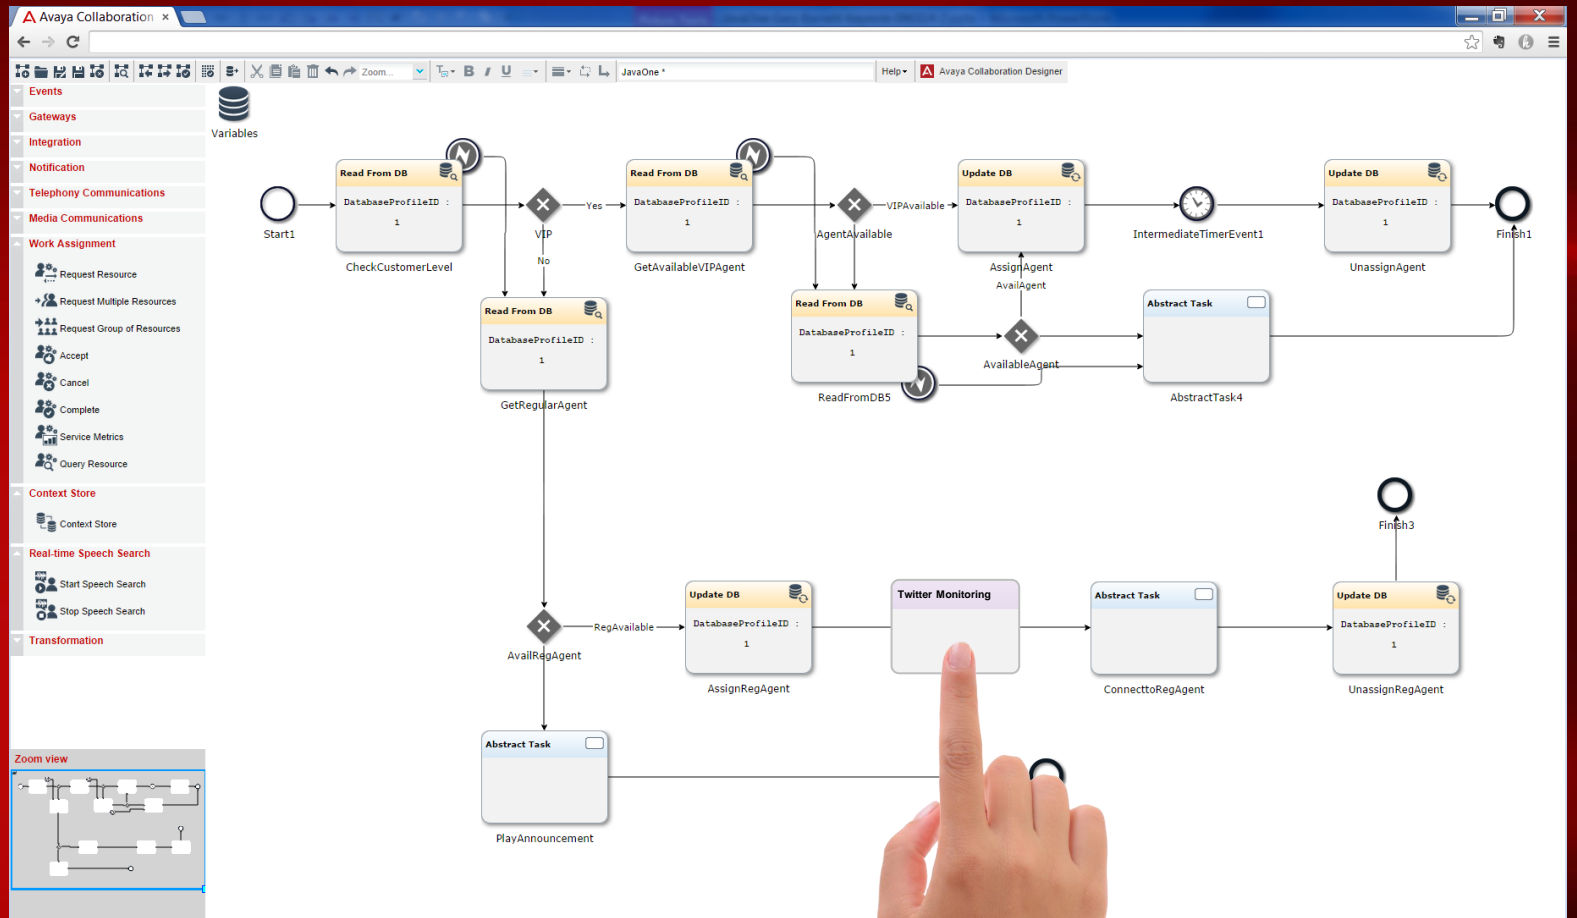 Avaya Collaboration
Zoom...
B I U
JavaOne *
Help
Avaya Collaboration Designer
Events
Gateways
Integration
Notification
Telephony Communications
Media Communications
Work Assignment
Request Resource
Request Multiple Resources
Request Group of Resources
Accept
Cancel
Complete
Service Metrics
Query Resource
Context Store
Context Store
Real-time Speech Search
Start Speech Search
Stop Speech Search
Transformation
Zoom view
Variables
Start1
Read From DB
DatabaseProfileID :
1
CheckCustomerLevel
VIP
Yes
No
Read From DB
DatabaseProfileID :
1
GetAvailableVIPAgent
AgentAvailable
VIPAvailable
Update DB
DatabaseProfileID :
1
AssignAgent
IntermediateTimerEvent1
Update DB
DatabaseProfileID :
1
UnassignAgent
Finish1
Read From DB
DatabaseProfileID :
1
GetRegularAgent
Read From DB
DatabaseProfileID :
1
ReadFromDB5
AvailAgent
AvailableAgent
Abstract Task
AbstractTask4
Finish3
AvailRegAgent
RegAvailable
Update DB
DatabaseProfileID :
1
AssignRegAgent
Twitter Monitoring
Abstract Task
ConnecttoRegAgent
Update DB
DatabaseProfileID :
1
UnassignRegAgent
Abstract Task
PlayAnnouncement